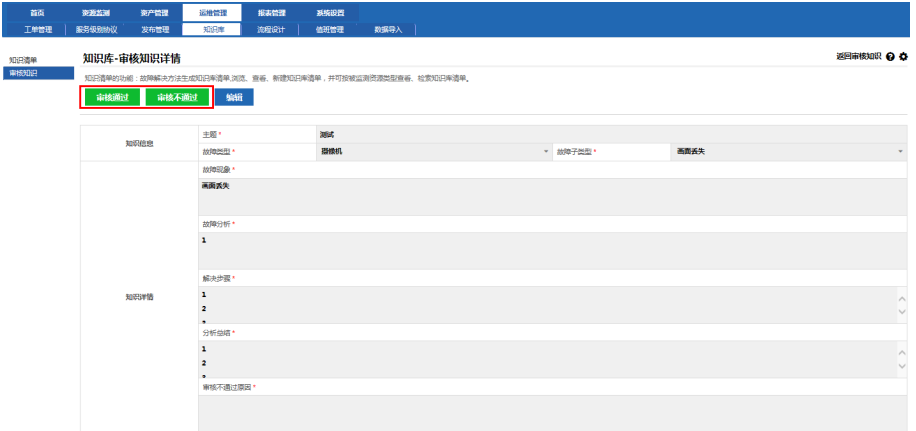 首页 资源监测 资产管理 运维管理 报表管理 系统设置
工单管理 服务级别协议 发布管理 知识库 流程设计 值班管理 数据导入
知识清单
审核知识
知识库-审核知识详情 返回审核知识
知识清单的功能：故障解决方法生成知识库清单,浏览、查看、新建知识库清单，并可按被监测资源类型查看、检索知识库清单。
审核通过 审核不通过 编辑
知识信息
主题* 测试
故障类型* 摄像机 故障子类型* 画面丢失
知识详情
故障现象*
画面丢失
故障分析*
1
解决步骤*
1
2
分析总结*
1
2
审核不通过原因*